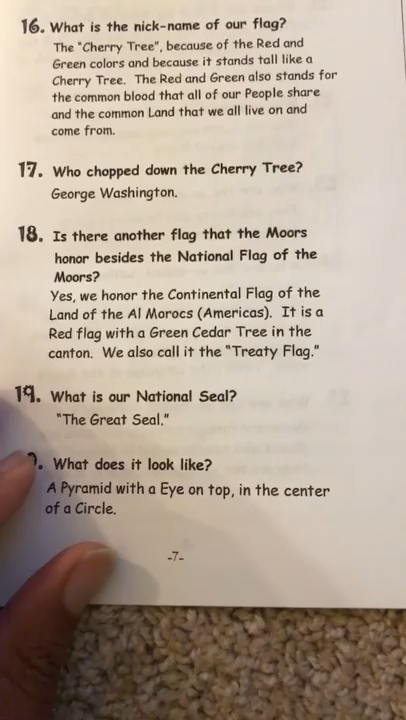 16. What is the nick-name of our flag?
The "Cherry Tree", because of the Red and
Green colors and because it stands tall like a
Cherry Tree. The Red and Green also stands for
the common blood that all of our People share
and the common Land that we all live on and
come from.
17. Who chopped down the Cherry Tree?
George Washington.
18. Is there another flag that the Moors
honor besides the National Flag of the
Moors?
Yes, we honor the Continental Flag of the
Land of the Al Morocs (Americas). It is a
Red flag with a Green Cedar Tree in the
canton. We also call it the "Treaty Flag."
19. What is our National Seal?
"The Great Seal."
. What does it look like?
A Pyramid with a Eye on top, in the center
of a Circle.
-7-